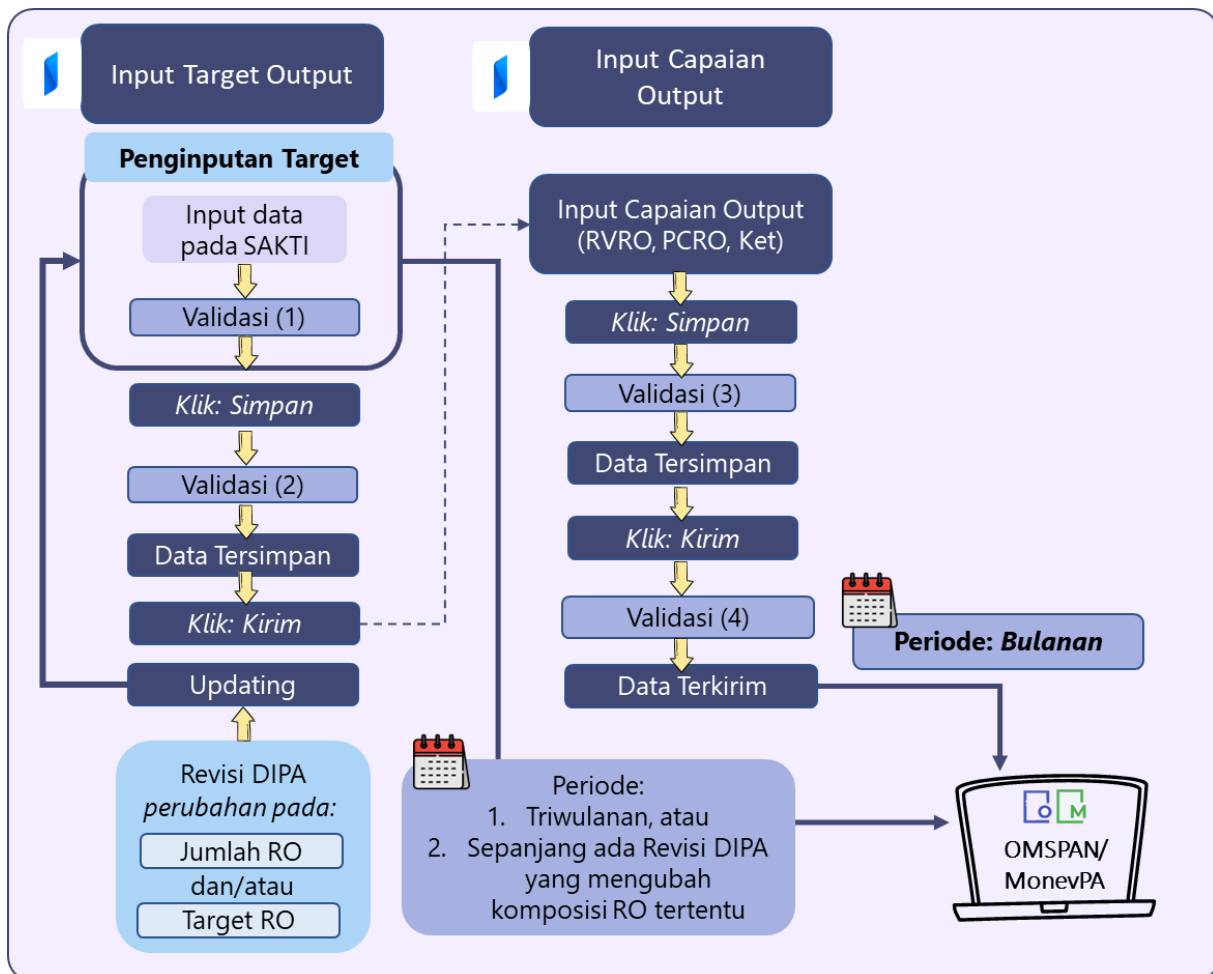 Input Target Output
Penginputan Target
Input data
pada SAKTI
Validasi (1)
Klik: Simpan
Validasi (2)
Data Tersimpan
Klik: Kirim
Updating
Revisi DIPA
perubahan pada:
Jumlah RO
dan/atau
Target RO
Input Capaian
Output
Input Capaian Output
(RVRO, PCRO, Ket)
Klik: Simpan
Validasi (3)
Data Tersimpan
Klik: Kirim
Validasi (4)
Data Terkirim
Periode: Bulanan
Periode:
1. Triwulanan, atau
2. Sepanjang ada Revisi DIPA
yang mengubah
komposisi RO tertentu
OM
OMSPAN/
MonevPA